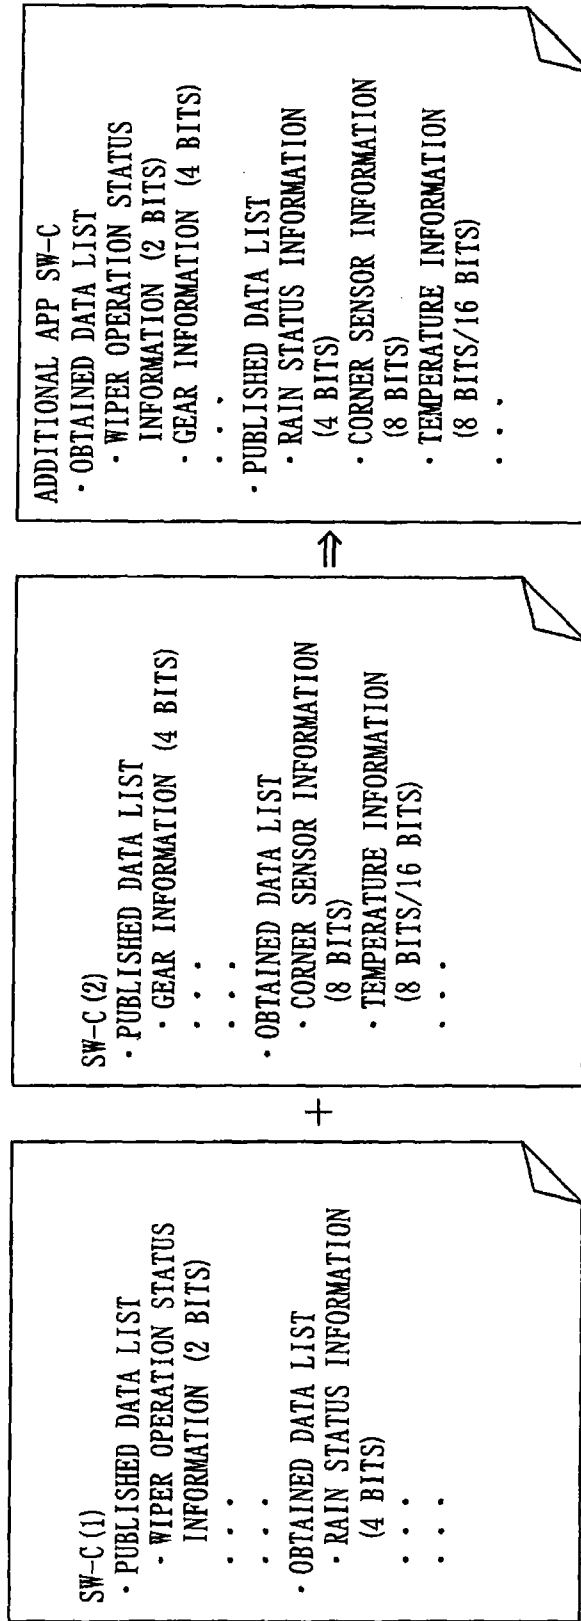 SW-C(1)
・PUBLISHED DATA LIST
・WIPER OPERATION STATUS
INFORMATION (2 BITS)
・・・
・・・
・OBTAINED DATA LIST
・RAIN STATUS INFORMATION
(4 BITS)
・・・
・・・
+
SW-C(2)
・PUBLISHED DATA LIST
・GEAR INFORMATION (4 BITS)
・・・
・・・
・OBTAINED DATA LIST
・CORNER SENSOR INFORMATION
(8 BITS)
・TEMPERATURE INFORMATION
(8 BITS/16 BITS)
・・・
⇒
ADDITIONAL APP SW-C
・OBTAINED DATA LIST
・WIPER OPERATION STATUS
INFORMATION (2 BITS)
・GEAR INFORMATION (4 BITS)
・・・
・PUBLISHED DATA LIST
・RAIN STATUS INFORMATION
(4 BITS)
・CORNER SENSOR INFORMATION
(8 BITS)
・TEMPERATURE INFORMATION
(8 BITS/16 BITS)
・・・